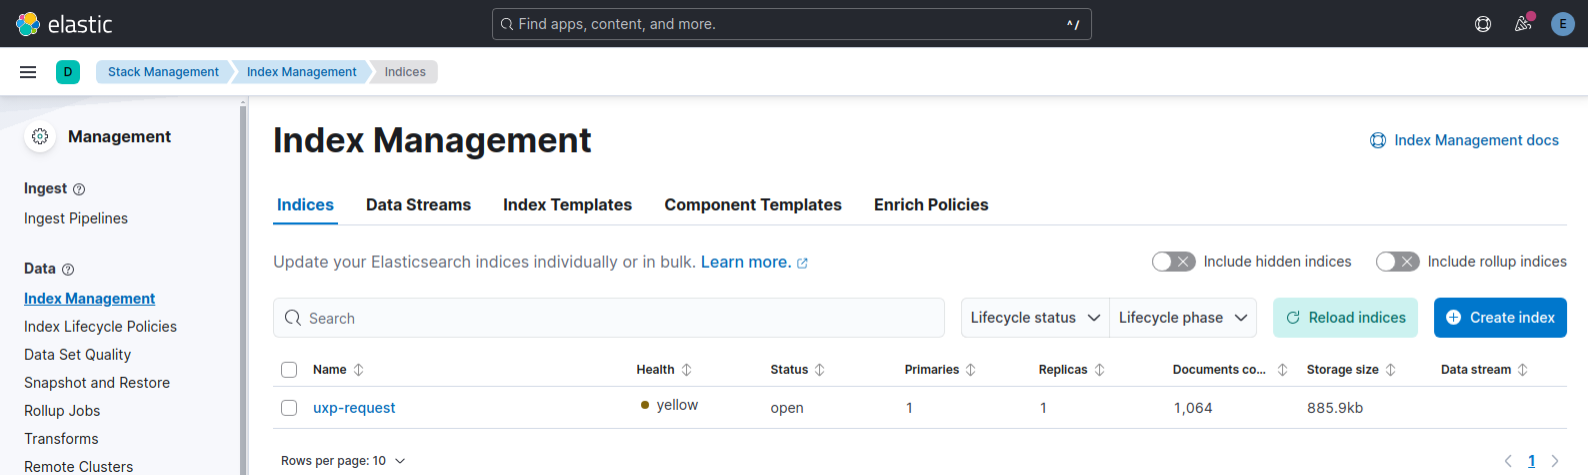 elastic
Find apps, content, and more.
^/
E
D
Stack Management
Index Management
Indices
Management
Ingest
Ingest Pipelines
Data
Index Management
Index Lifecycle Policies
Data Set Quality
Snapshot and Restore
Rollup Jobs
Transforms
Remote Clusters
Index Management
Index Management docs
Indices Data Streams Index Templates Component Templates Enrich Policies
Update your Elasticsearch indices individually or in bulk. Learn more.
Include hidden indices
Include rollup indices
Search
Lifecycle status
Lifecycle phase
Reload indices
Create index
Name Health Status Primaries Replicas Documents co... Storage size Data stream
uxp-request yellow open 1 1 1,064 885.9kb
Rows per page: 10
1